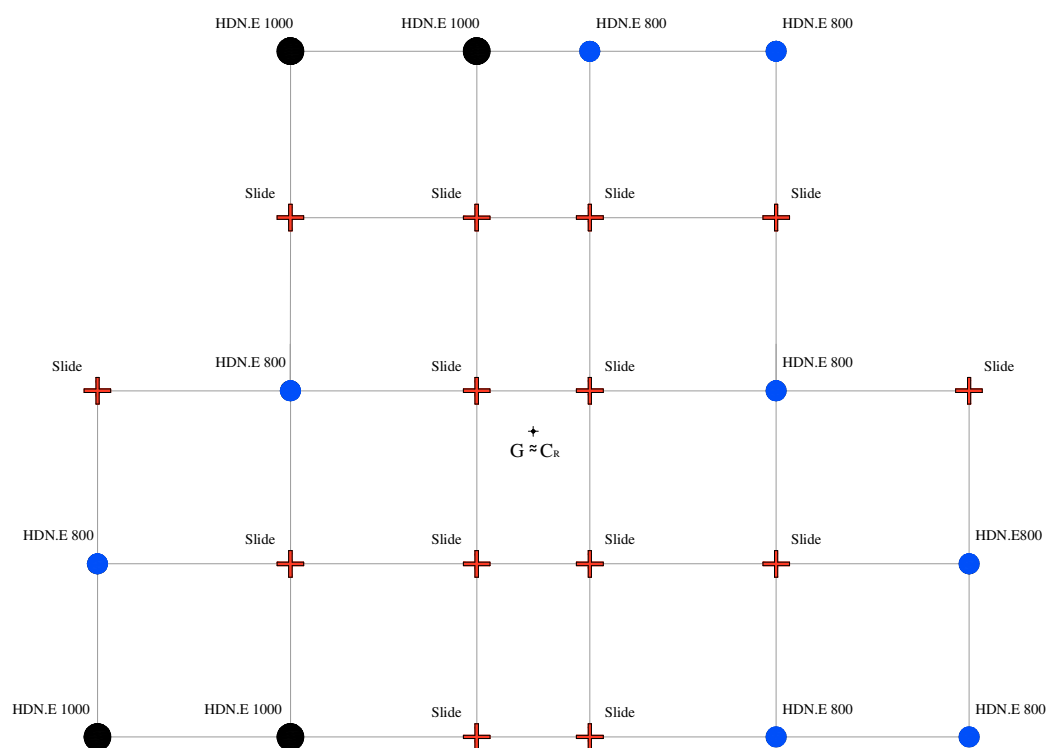 HDN.E 1000 HDN.E 1000 HDN.E 800 HDN.E 800
Slide Slide Slide Slide
Slide HDN.E 800 Slide Slide HDN.E 800 Slide
G ≈ CR
HDN.E 800 Slide Slide Slide Slide HDN.E800
HDN.E 1000 HDN.E 1000 Slide Slide HDN.E 800 HDN.E 800